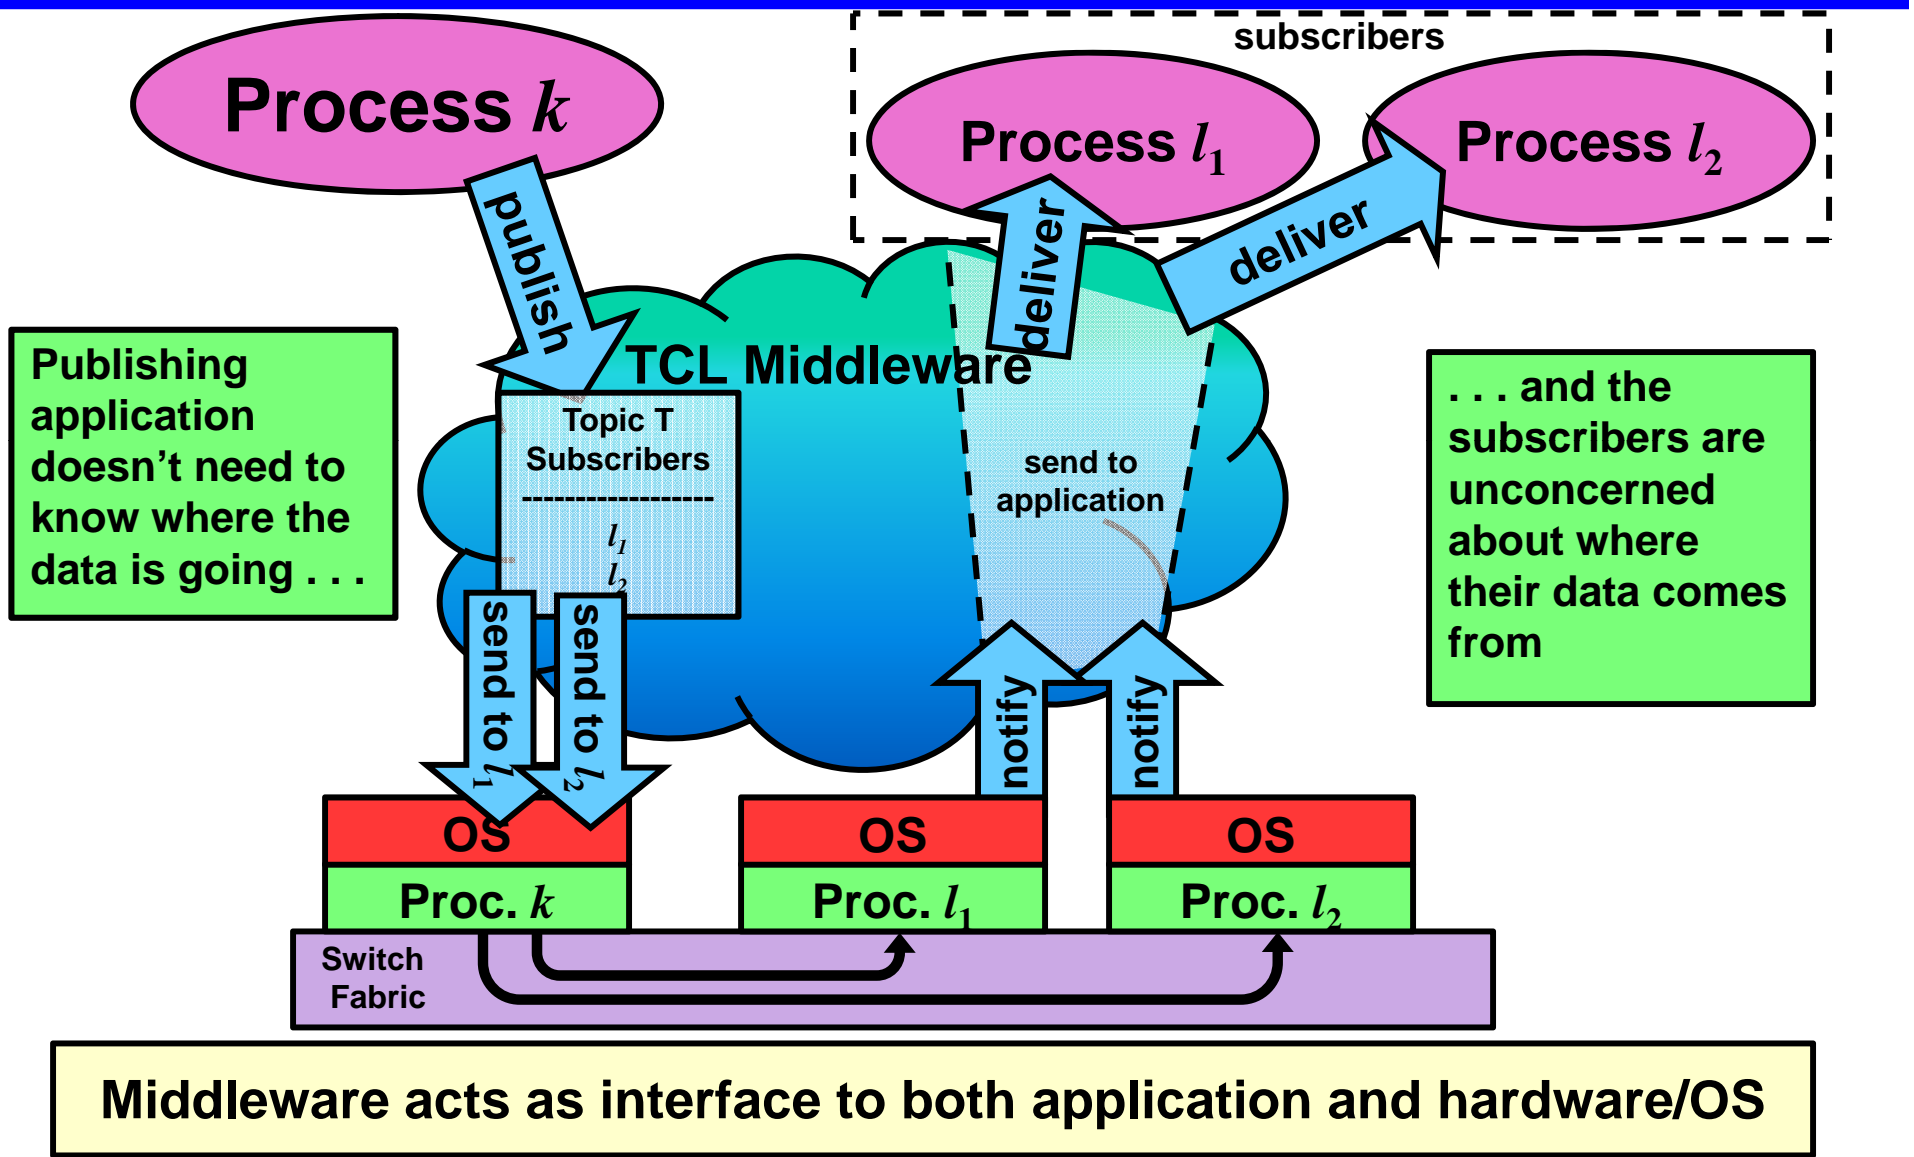 subscribers
Process k
Process l1
Process l2
publish
deliver
deliver
TCL Middleware
Publishing
application
doesn’t need to
know where the
data is going . . .
Topic T
Subscribers
------------------
l1
l2
send to
application
. . . and the
subscribers are
unconcerned
about where
their data comes
from
send to l1
send to l2
notify
notify
OS
OS
OS
Proc. k
Proc. l1
Proc. l2
Switch
Fabric
Middleware acts as interface to both application and hardware/OS